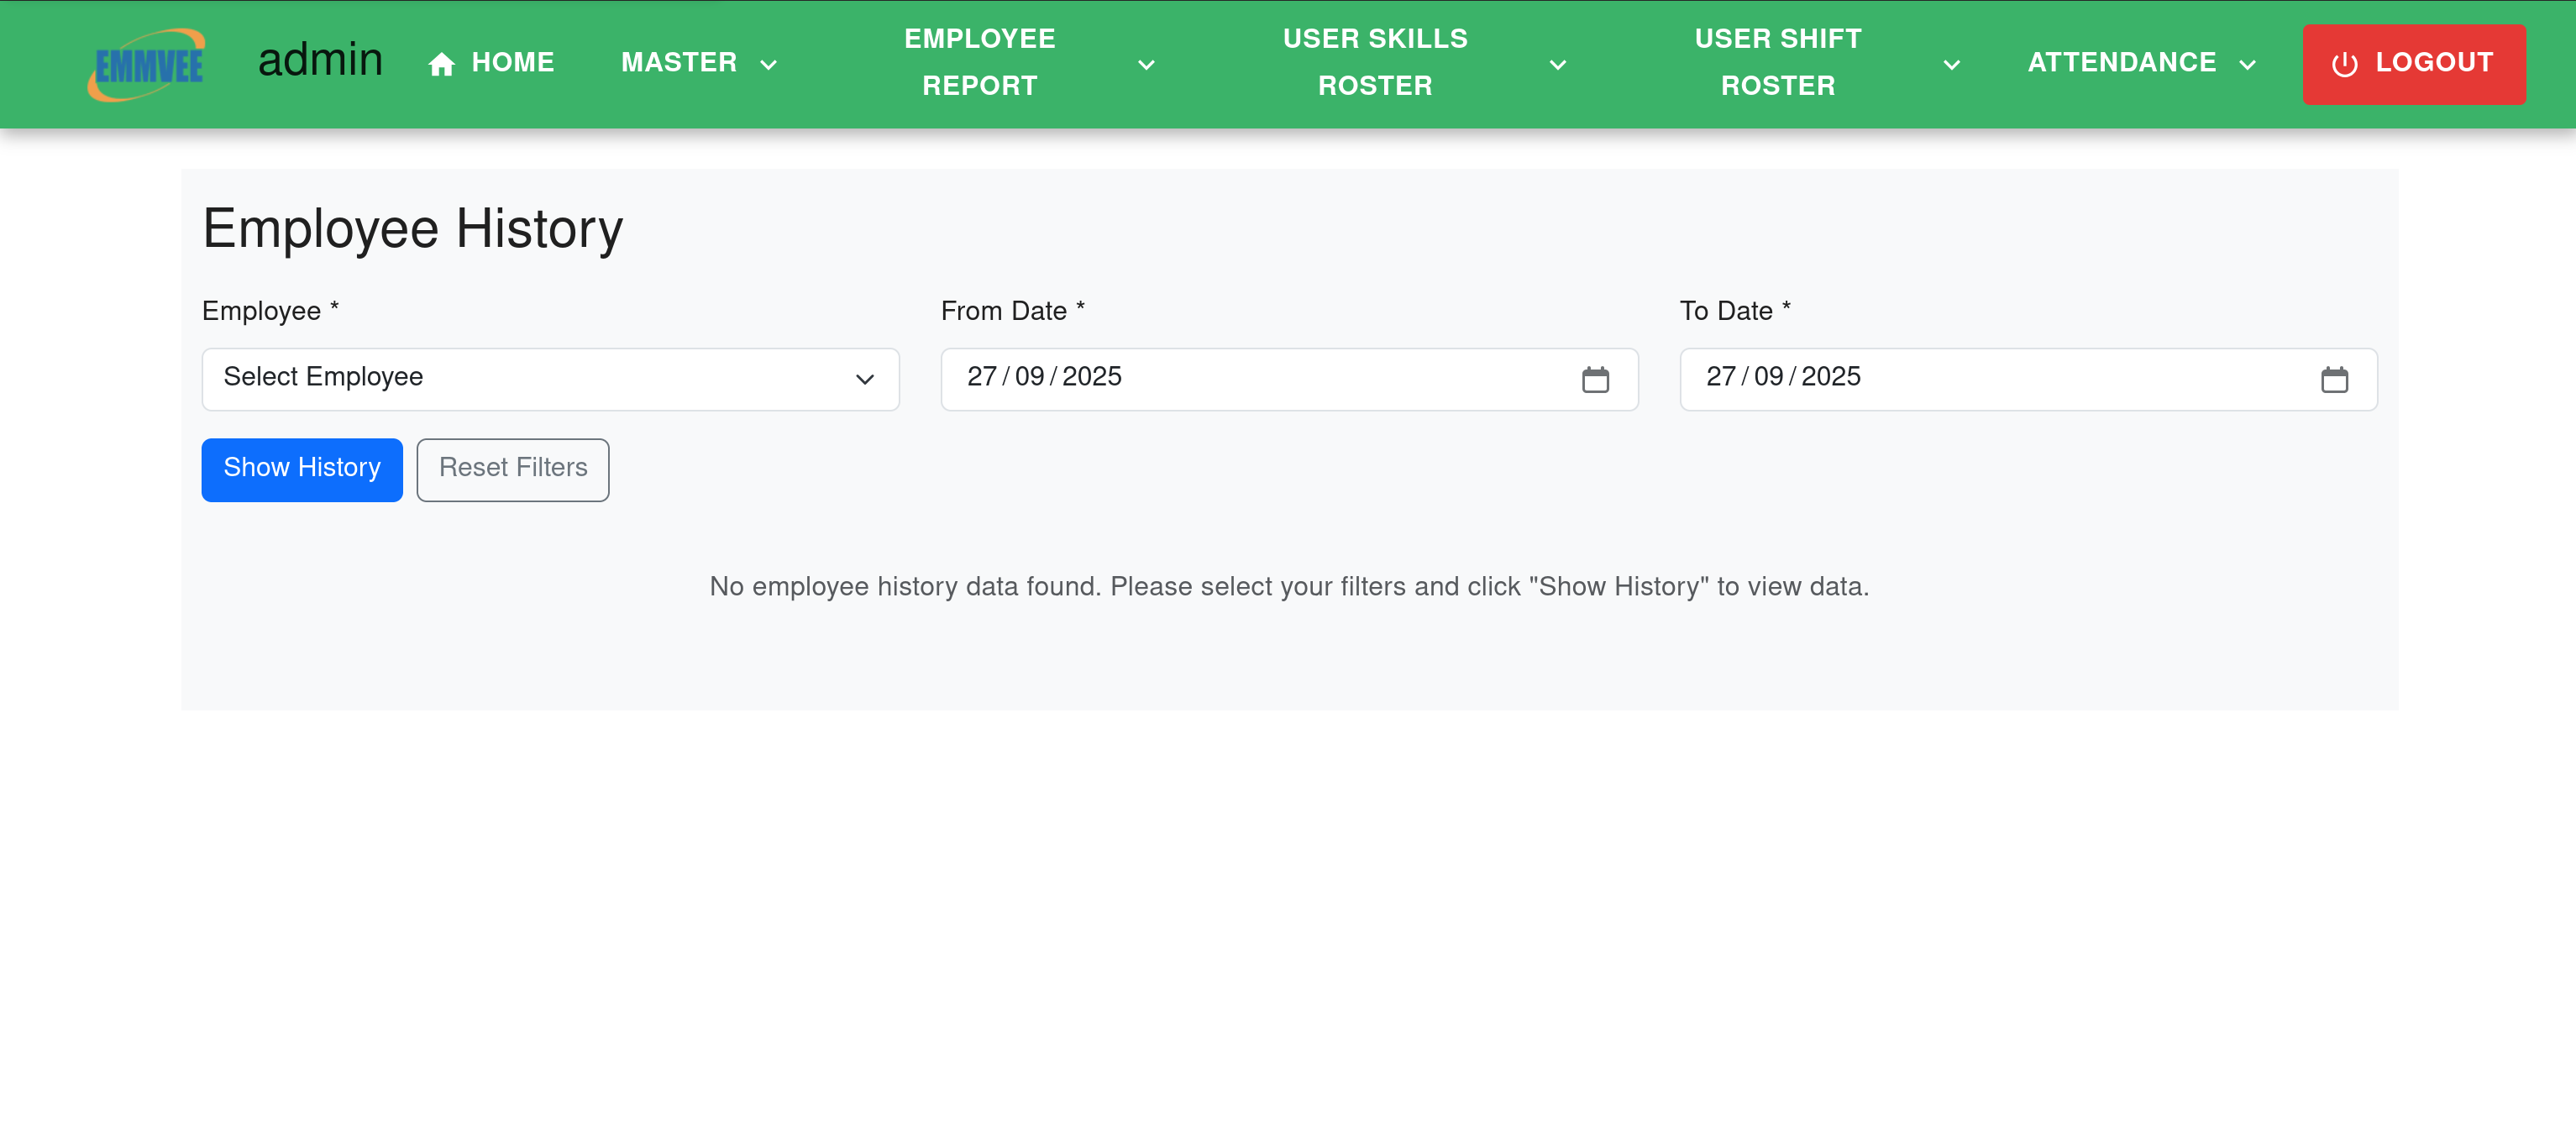 EMMVEE
admin
HOME
MASTER
EMPLOYEE
REPORT
USER SKILLS
ROSTER
USER SHIFT
ROSTER
ATTENDANCE
LOGOUT
Employee History
Employee *
From Date *
To Date *
Select Employee
27/09/2025
27/09/2025
Show History
Reset Filters
No employee history data found. Please select your filters and click "Show History" to view data.